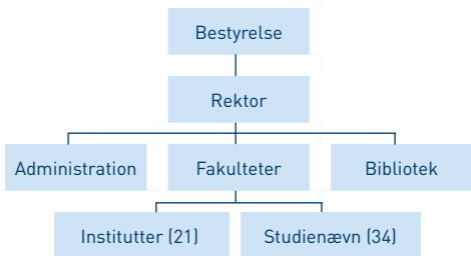 Bestyrelse
Rektor
Administration
Fakulteter
Bibliotek
Institutter (21)
Studienævn (34)